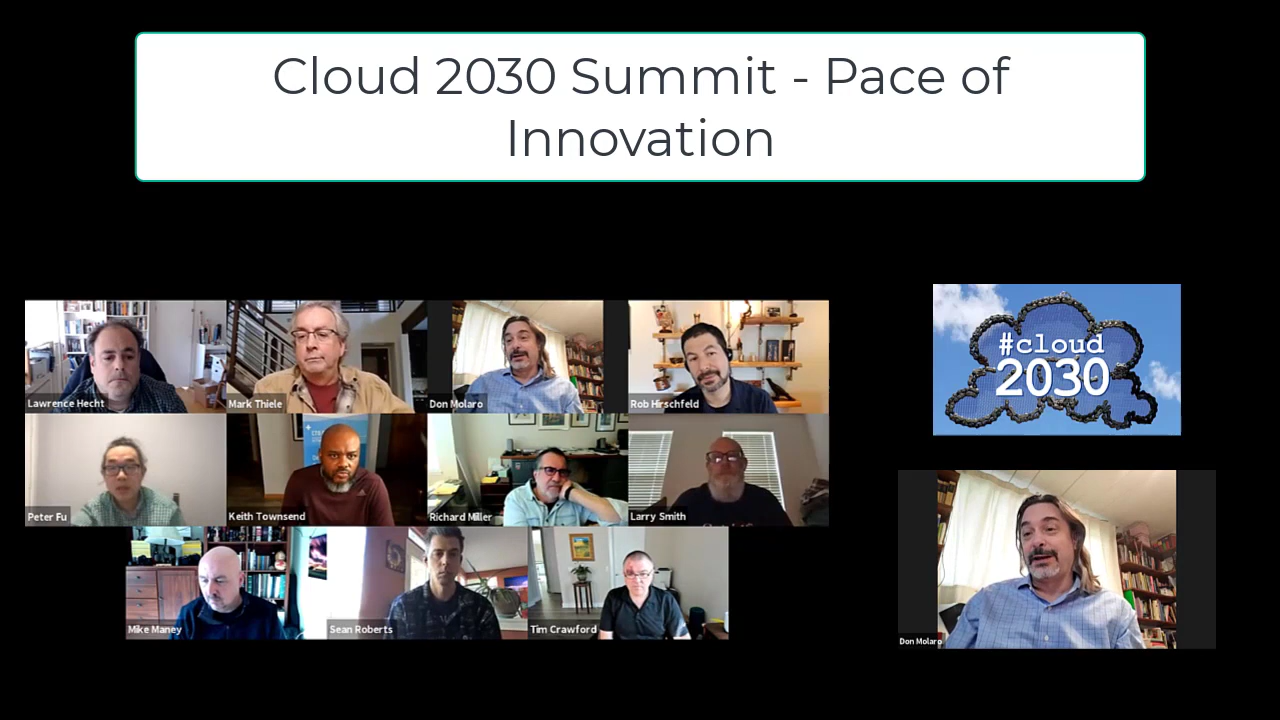 Cloud 2030 Summit - Pace of
Innovation
Lawrence Hecht
Mark Thiele
Don Molaro
Rob Hirschfeld
#cloud
2030
Peter Fu
Keith Townsend
Richard Miller
Larry Smith
Mike Maney
Sean Roberts
Tim Crawford
Don Molaro